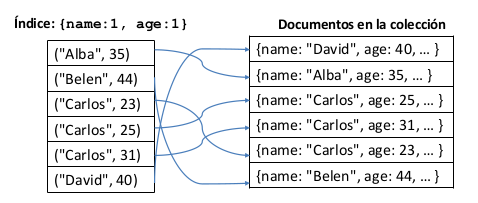 Índice: {name:1, age:1}
("Alba", 35)
("Belen", 44)
("Carlos", 23)
("Carlos", 25)
("Carlos", 31)
("David", 40)
Documentos en la colección
{name: "David", age: 40, ... }
{name: "Alba", age: 35, ... }
{name: "Carlos", age: 25, ... }
{name: "Carlos", age: 31, ... }
{name: "Carlos", age: 23, ... }
{name: "Belen", age: 44, ... }